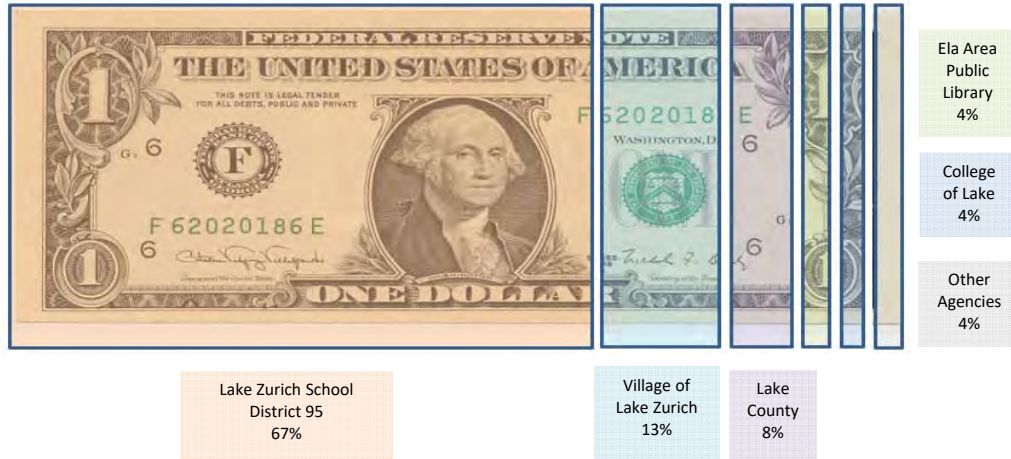 FEDERAL RESERVE NOTE
THE UNITED STATES OF AMERICA
THIS NOTE IS LEGAL TENDER
FOR ALL DEBTS, PUBLIC AND PRIVATE
F 62020186 E
WASHINGTON, D
1
6
6
F
F 62020186 E
6
6
1
1
WASHINGTON
ONE DOLLAR
Ela Area
Public
Library
4%
College
of Lake
4%
Other
Agencies
4%
Lake Zurich School
District 95
67%
Village of
Lake Zurich
13%
Lake
County
8%